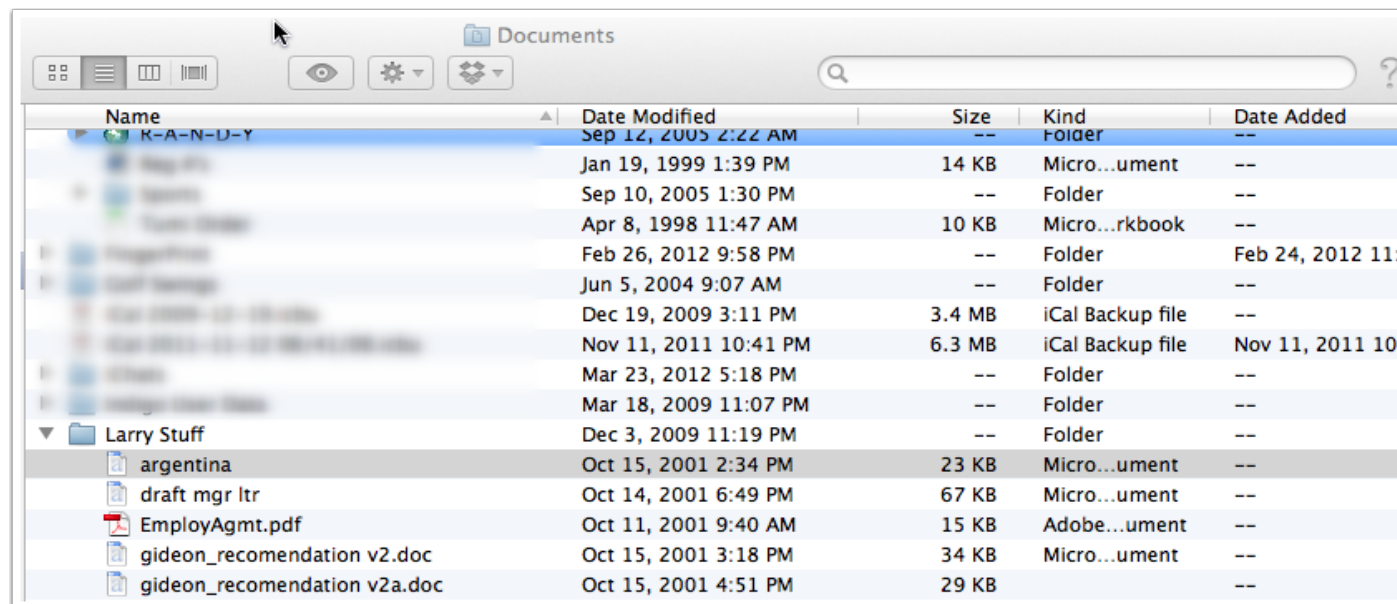 Documents
Name Date Modified Size Kind Date Added
R-A-N-D-Y Sep 12, 2005 2:22 AM -- Folder --
Jan 19, 1999 1:39 PM 14 KB Micro...ument --
Sep 10, 2005 1:30 PM -- Folder --
Apr 8, 1998 11:47 AM 10 KB Micro...rkbook --
Feb 26, 2012 9:58 PM -- Folder Feb 24, 2012 11:
Jun 5, 2004 9:07 AM -- Folder --
Dec 19, 2009 3:11 PM 3.4 MB iCal Backup file --
Nov 11, 2011 10:41 PM 6.3 MB iCal Backup file Nov 11, 2011 10
Mar 23, 2012 5:18 PM -- Folder --
Mar 18, 2009 11:07 PM -- Folder --
Larry Stuff Dec 3, 2009 11:19 PM -- Folder --
argentina Oct 15, 2001 2:34 PM 23 KB Micro...ument --
draft mgr ltr Oct 14, 2001 6:49 PM 67 KB Micro...ument --
EmployAgmt.pdf Oct 11, 2001 9:40 AM 15 KB Adobe...ument --
gideon_recomendation v2.doc Oct 15, 2001 3:18 PM 34 KB Micro...ument --
gideon_recomendation v2a.doc Oct 15, 2001 4:51 PM 29 KB --